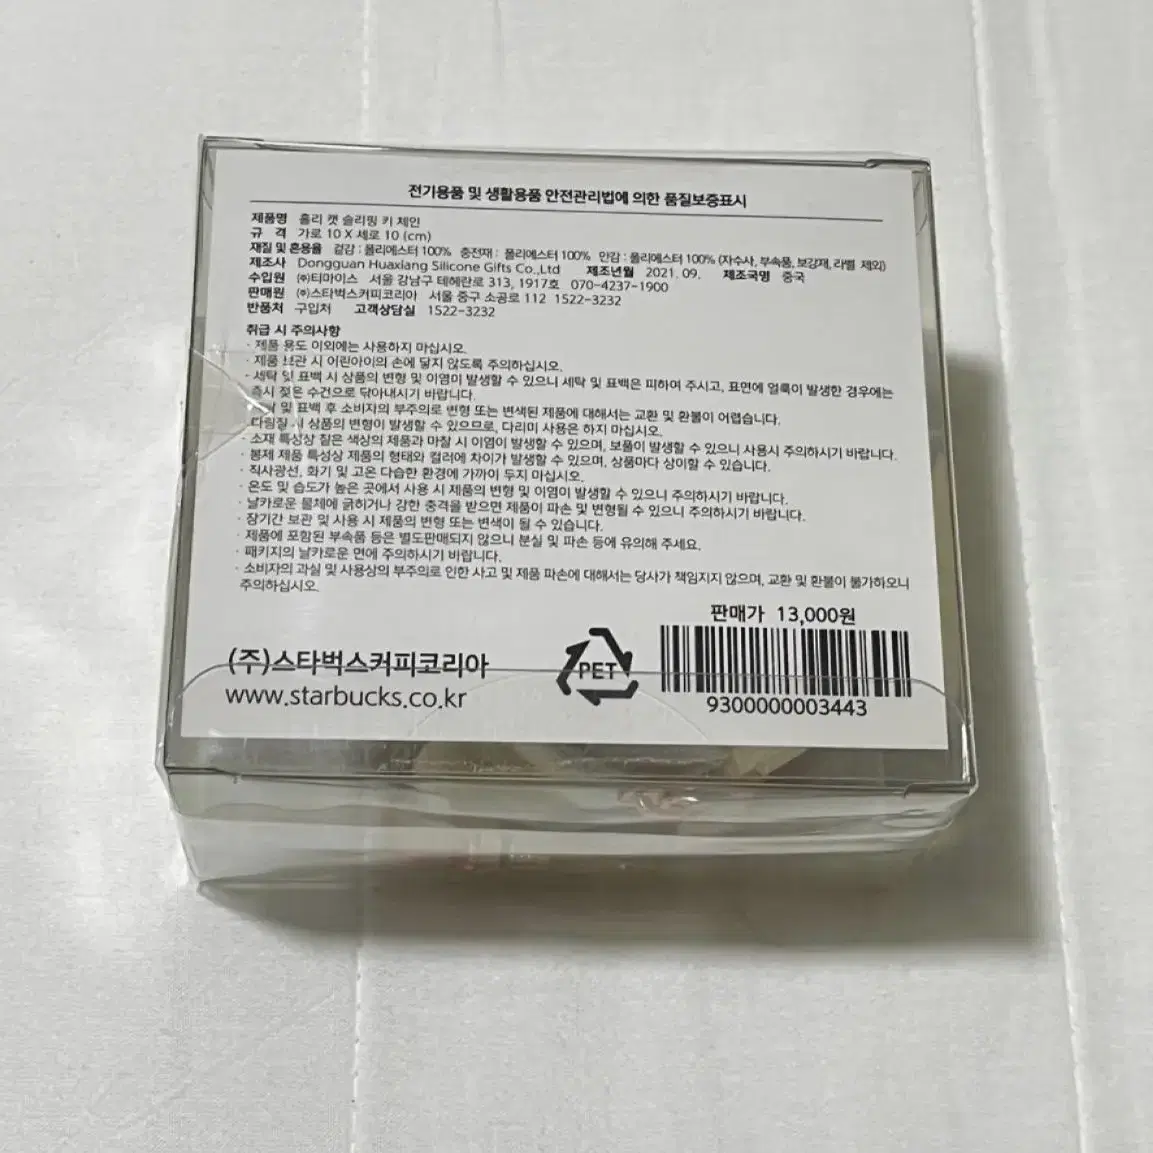 전기용품 및 생활용품 안전관리법에 의한 품질보증표시
제품명 홀리 캣 슬리핑 키 체인
규 격 가로 10 X 세로 10 (cm)
재질 및 혼용율 겉감 : 폴리에스터 100% 충전재 : 폴리에스터 100% 안감 : 폴리에스터 100% (자수사, 부속품, 보강재, 라벨 제외)
제조사 Dongguan Huaxiang Silicone Gifts Co.,Ltd 제조년월 2021. 09. 제조국명 중국
수입원 ㈜티마이스 서울 강남구 테헤란로 313, 1917호 070-4237-1900
판매원 ㈜스타벅스커피코리아 서울 중구 소공로 112 1522-3232
반품처 구입처 고객상담실 1522-3232
취급 시 주의사항
· 제품 용도 이외에는 사용하지 마십시오.
· 제품 보관 시 어린아이의 손에 닿지 않도록 주의하십시오.
· 세탁 및 표백 시 상품의 변형 및 이염이 발생할 수 있으니 세탁 및 표백은 피하여 주시고, 표면에 얼룩이 발생한 경우에는
즉시 젖은 수건으로 닦아내시기 바랍니다.
및 표백 후 소비자의 부주의로 변형 또는 변색된 제품에 대해서는 교환 및 환불이 어렵습니다.
· 다림질 시 상품의 변형이 발생할 수 있으므로, 다리미 사용은 하지 마십시오.
· 소재 특성상 짙은 색상의 제품과 마찰 시 이염이 발생할 수 있으며, 보풀이 발생할 수 있으니 사용시 주의하시기 바랍니다.
· 봉제 제품 특성상 제품의 형태와 컬러에 차이가 발생할 수 있으며, 상품마다 상이할 수 있습니다.
· 직사광선, 화기 및 고온 다습한 환경에 가까이 두지 마십시오.
· 온도 및 습도가 높은 곳에서 사용 시 제품의 변형 및 이염이 발생할 수 있으니 주의하시기 바랍니다.
· 날카로운 물체에 긁히거나 강한 충격을 받으면 제품이 파손 및 변형될 수 있으니 주의하시기 바랍니다.
· 장기간 보관 및 사용 시 제품의 변형 또는 변색이 될 수 있습니다.
· 제품에 포함된 부속품 등은 별도판매되지 않으니 분실 및 파손 등에 유의해 주세요.
· 패키지의 날카로운 면에 주의하시기 바랍니다.
· 소비자의 과실 및 사용상의 부주의로 인한 사고 및 제품 파손에 대해서는 당사가 책임지지 않으며, 교환 및 환불이 불가하오니
주의하십시오.
판매가 13,000원
(주)스타벅스커피코리아
www.starbucks.co.kr
PET
9300000003443